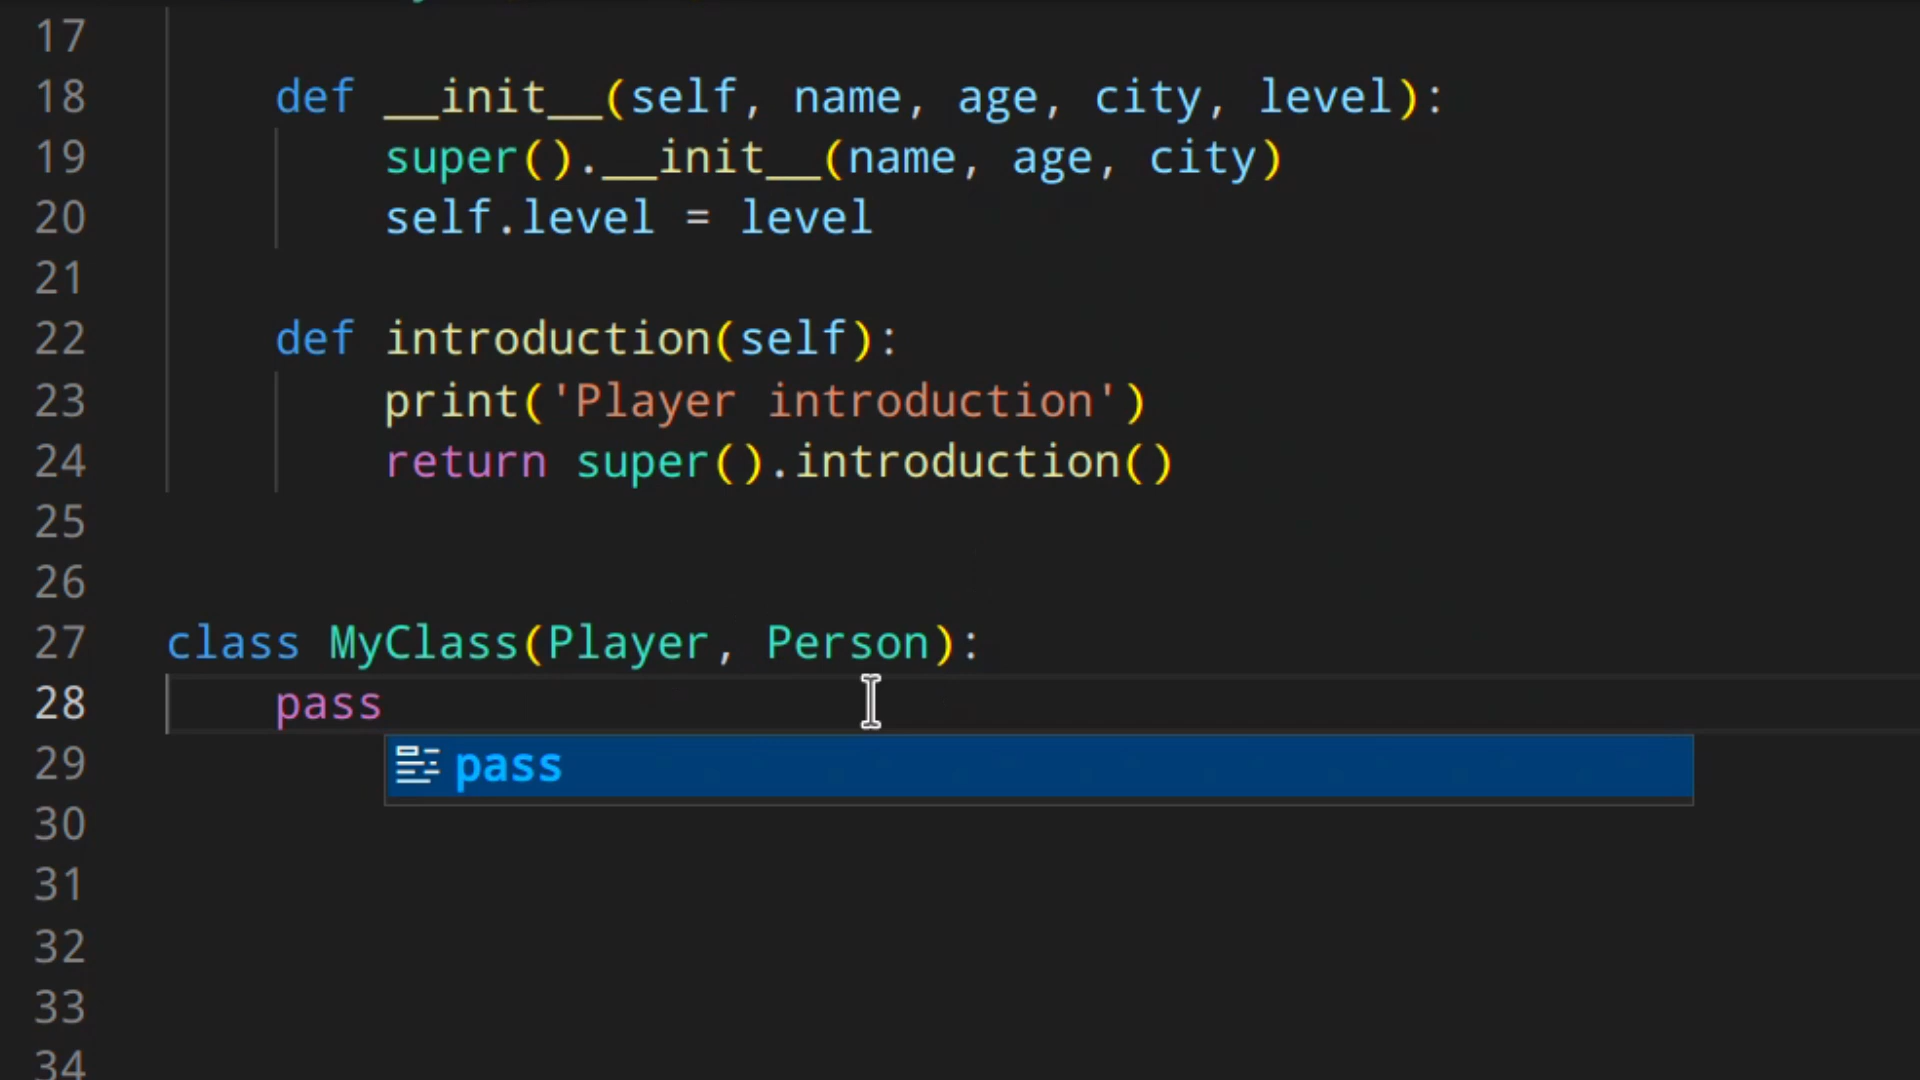 17
18 def __init__(self, name, age, city, level):
19 super().__init__(name, age, city)
20 self.level = level
21
22 def introduction(self):
23 print('Player introduction')
24 return super().introduction()
25
26
27 class MyClass(Player, Person):
28 pass
29 pass
30
31
32
33
34